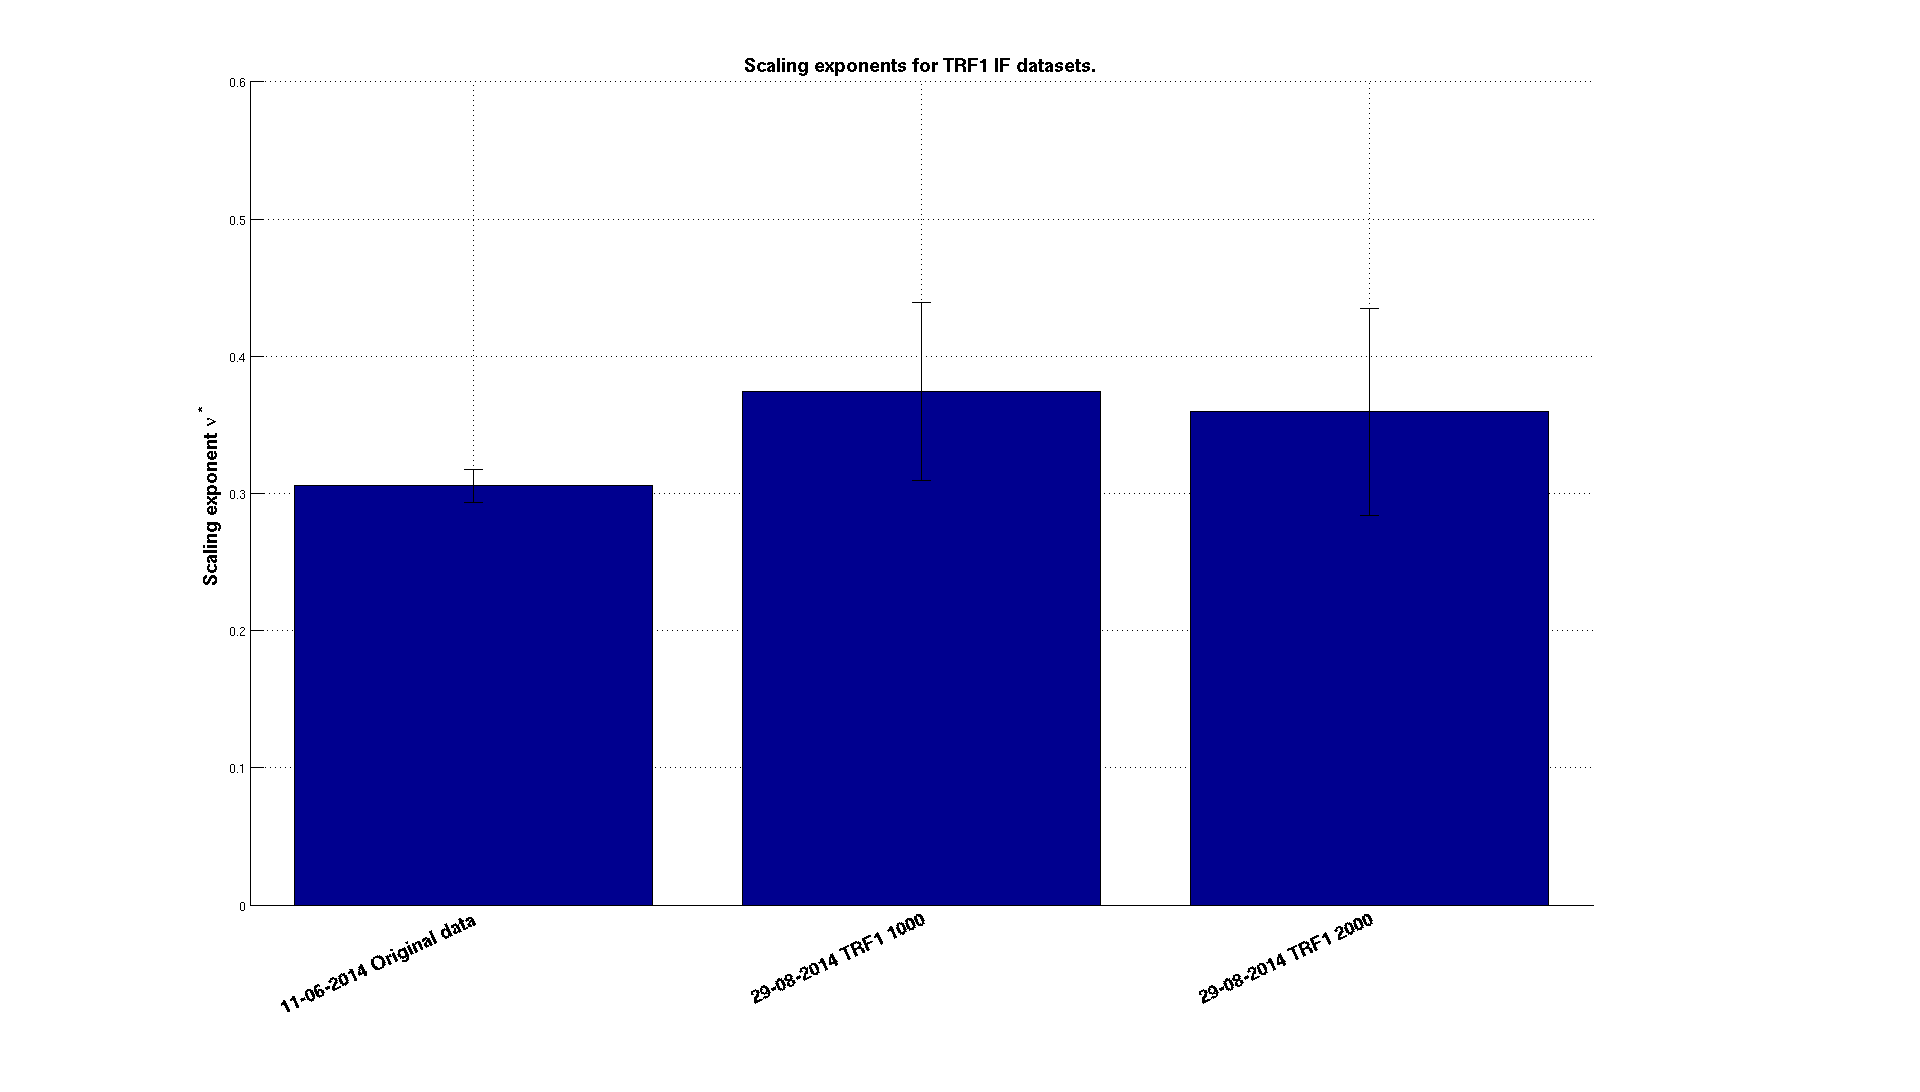 Scaling exponents for TRF1 IF datasets.
0.6
0.5
0.4
0.3
0.2
0.1
0
Scaling exponent ν *
11-06-2014 Original data
29-08-2014 TRF1 1000
29-08-2014 TRF1 2000